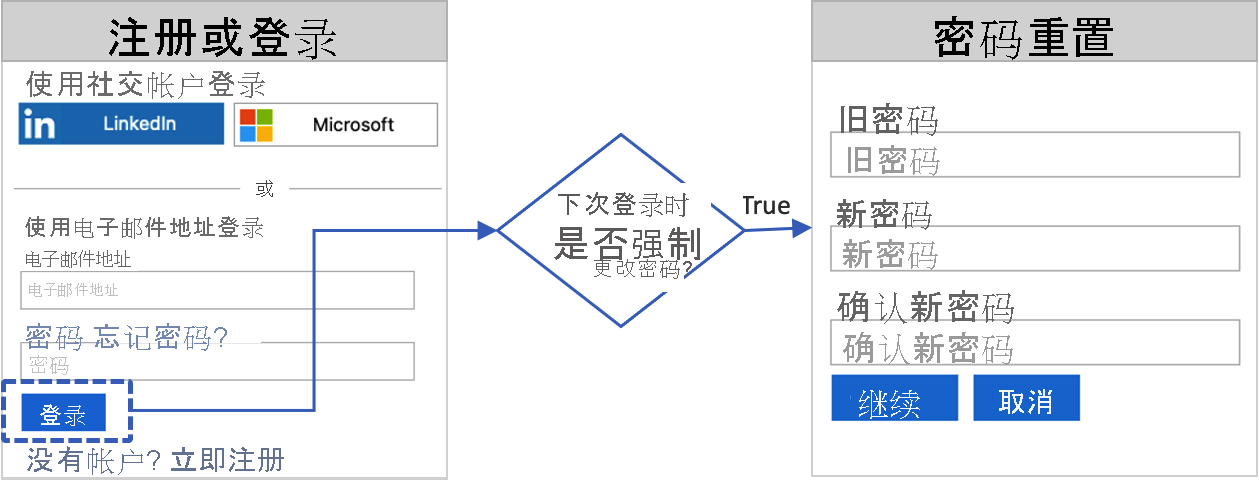 注册或登录
使用社交帐户登录
LinkedIn
Microsoft
或
使用电子邮件地址登录
电子邮件地址
电子邮件地址
密码 忘记密码?
密码
登录
没有帐户? 立即注册
下次登录时
是否强制
更改密码?
True
密码重置
旧密码
旧密码
新密码
新密码
确认新密码
确认新密码
继续
取消